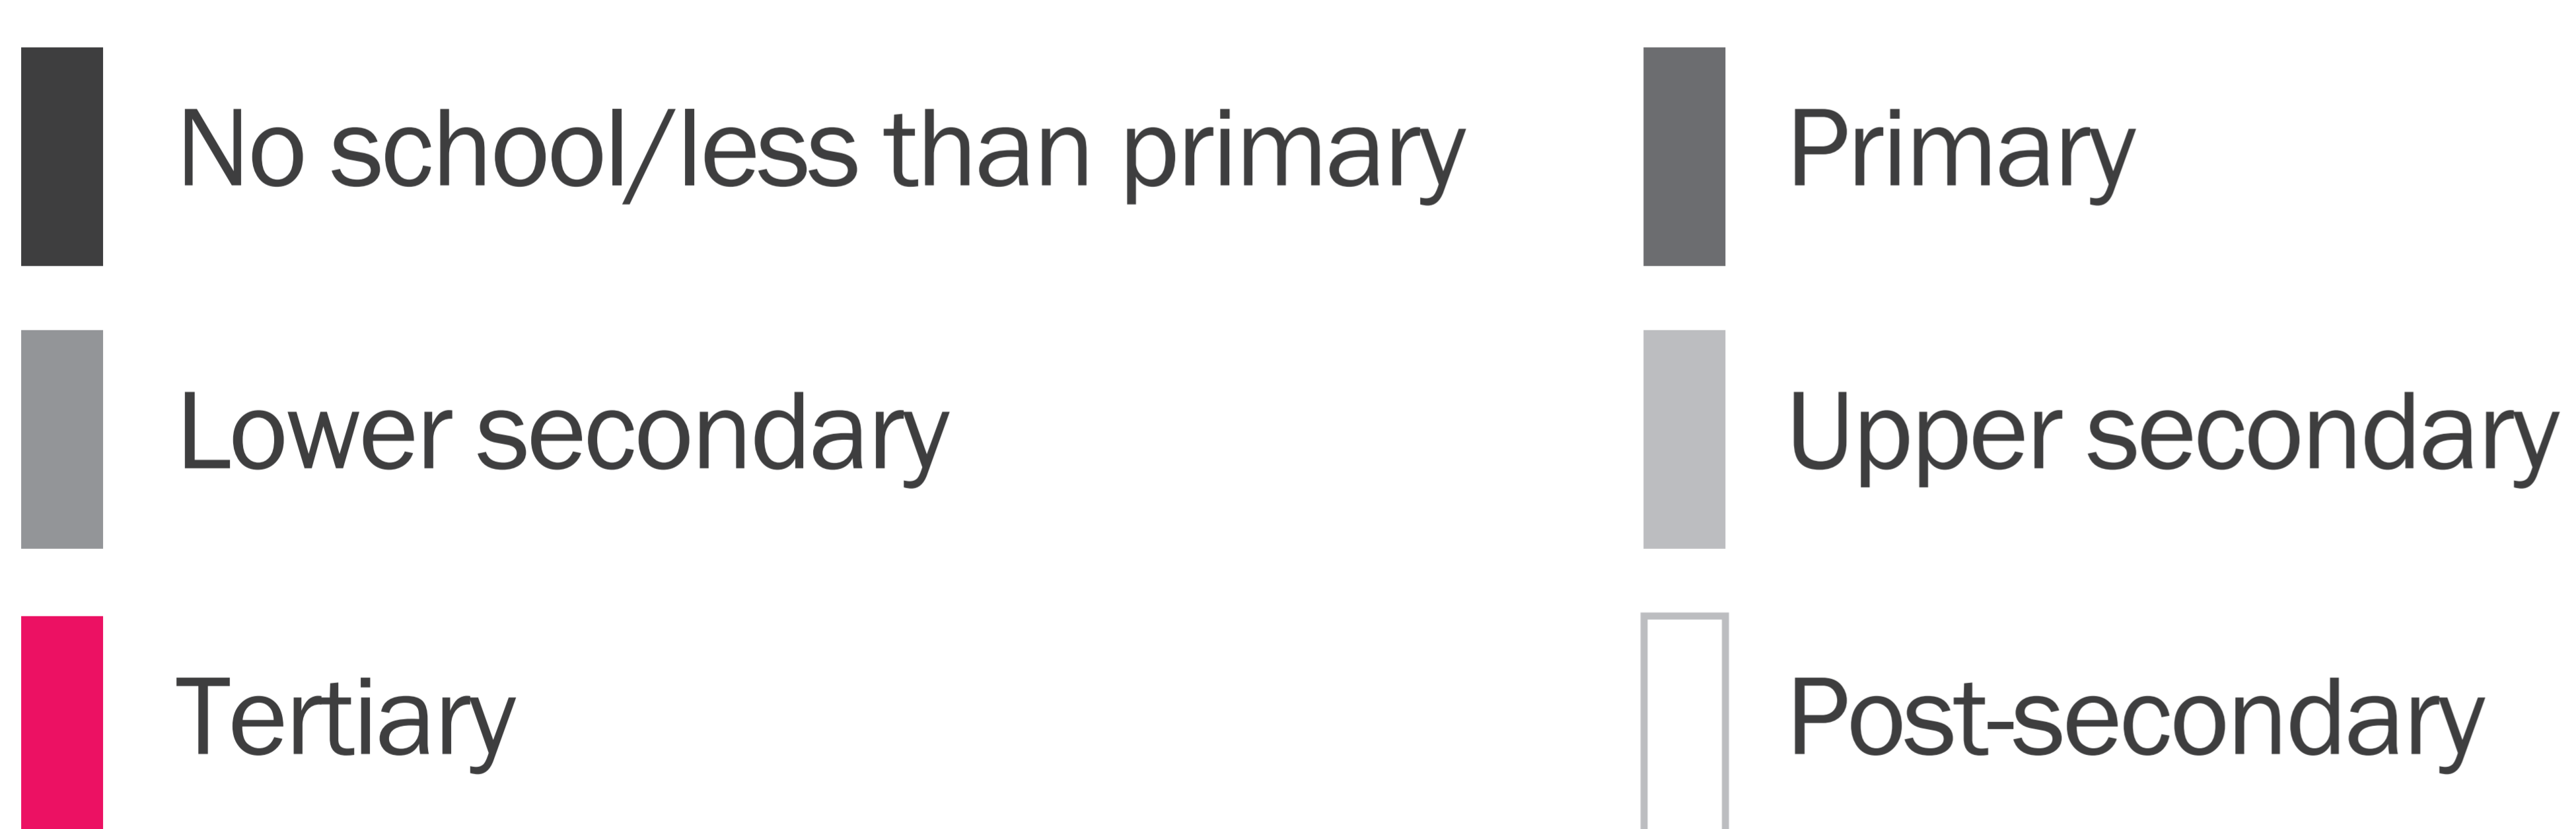 No school/less than primary
Primary
Lower secondary
Upper secondary
Tertiary
Post-secondary